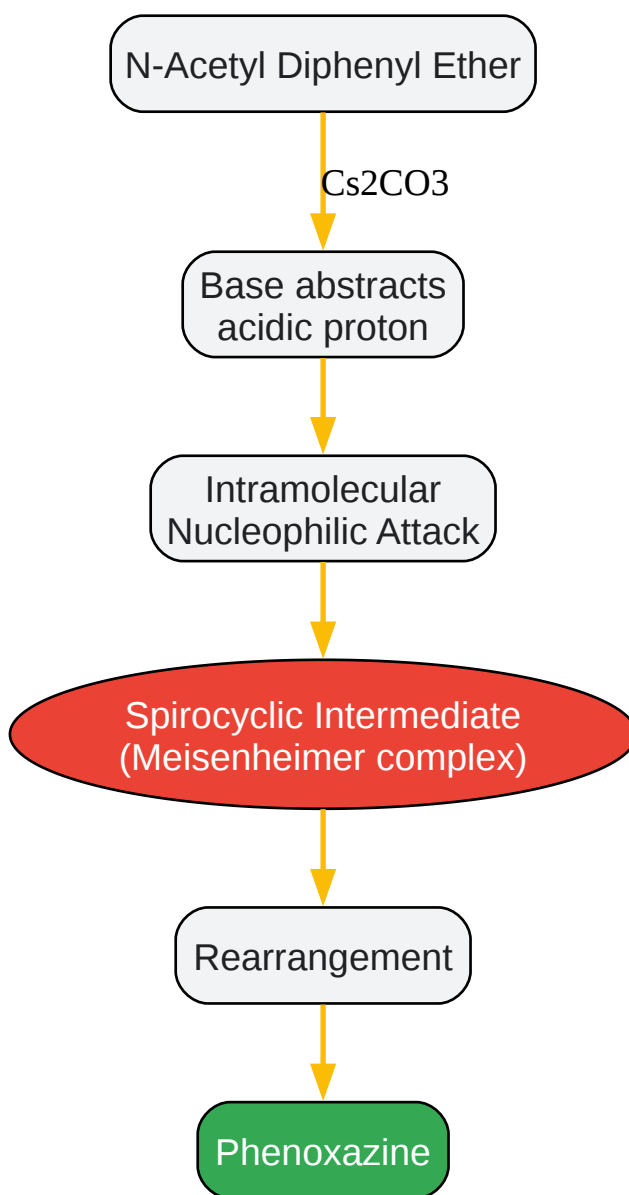 N-Acetyl Diphenyl Ether
Cs2CO3
Base abstracts
acidic proton
Intramolecular
Nucleophilic Attack
Spirocyclic Intermediate
(Meisenheimer complex)
Rearrangement
Phenoxazine